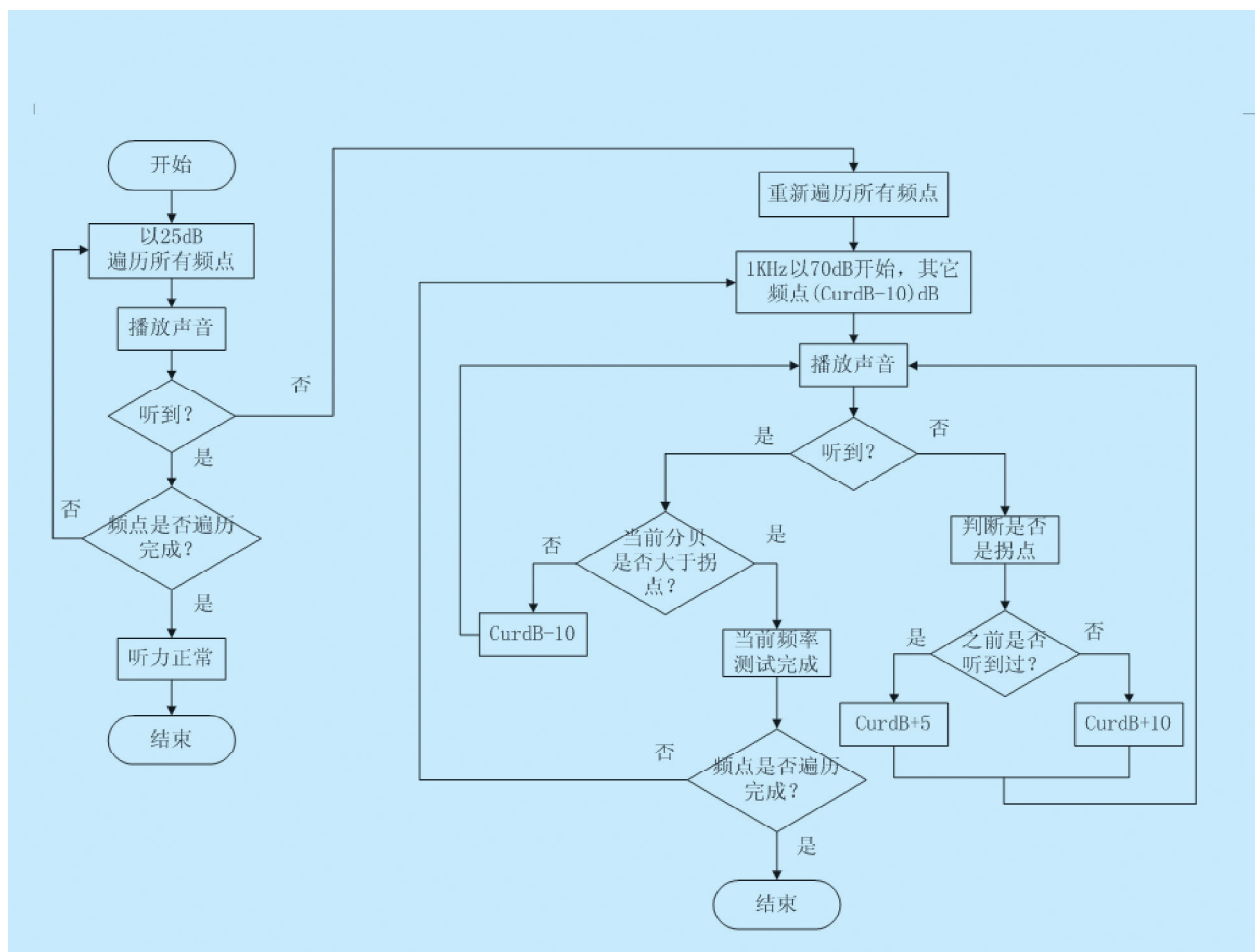 开始
以25dB
遍历所有频点
播放声音
听到?
否
是
频点是否遍历
完成?
否
是
听力正常
结束
重新遍历所有频点
1KHz以70dB开始，其它
频点(CurdB-10)dB
播放声音
听到?
是
否
当前分贝
是否大于拐
点?
否
是
CurdB-10
当前频率
测试完成
判断是否
是拐点
之前是否
听到过?
是
否
CurdB+5
CurdB+10
频点是否遍历
完成?
否
是
结束